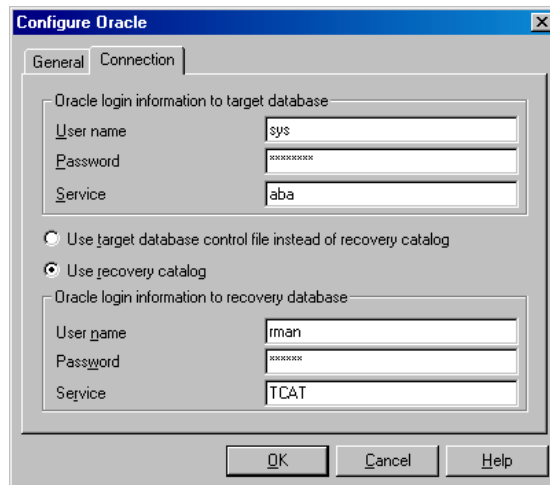 Configure Oracle
General Connection
Oracle login information to target database
User name sys
Password ********
Service aba
Use target database control file instead of recovery catalog
Use recovery catalog
Oracle login information to recovery database
User name rman
Password ******
Service TCAT
OK Cancel Help